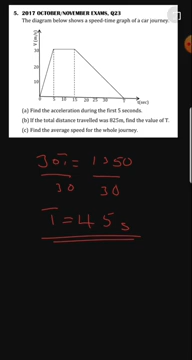 5. 2017 OCTOBER/NOVEMBER EXAMS, Q23
The diagram below shows a speed-time graph of a car journey.
V (m/s)
30
20
10
0 5 10 15 20 25 30 T t(sec)
(a) Find the acceleration during the first 5 seconds.
(b) If the total distance travelled was 825m, find the value of T.
(c) Find the average speed for the whole journey.
30T = 1350
30 30
T = 45s